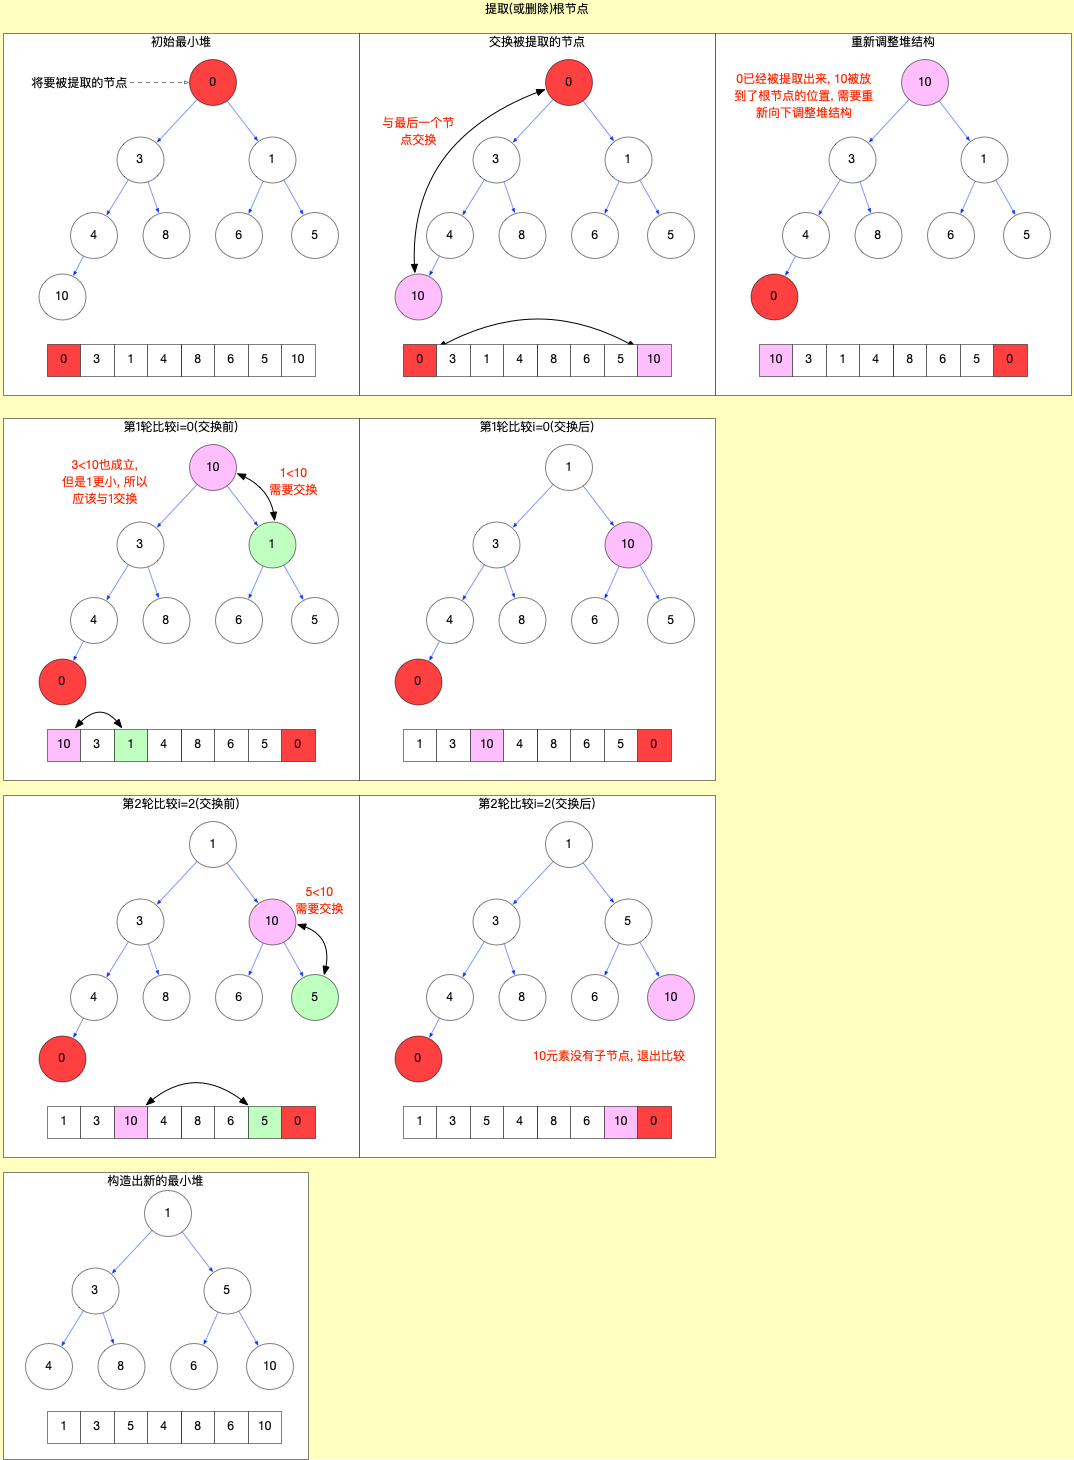 提取(或删除)根节点
初始最小堆
将要被提取的节点
0
3
1
4
8
6
5
10
0 3 1 4 8 6 5 10
交换被提取的节点
0
与最后一个节
点交换
3
1
4
8
6
5
10
0 3 1 4 8 6 5 10
重新调整堆结构
0已经被提取出来, 10被放
到了根节点的位置, 需要重
新向下调整堆结构
10
3
1
4
8
6
5
0
10 3 1 4 8 6 5 0
第1轮比较i=0(交换前)
3<10也成立,
但是1更小, 所以
应该与1交换
10
1<10
需要交换
3
1
4
8
6
5
0
10 3 1 4 8 6 5 0
第1轮比较i=0(交换后)
1
3
10
4
8
6
5
0
1 3 10 4 8 6 5 0
第2轮比较i=2(交换前)
1
5<10
需要交换
3
10
4
8
6
5
0
1 3 10 4 8 6 5 0
第2轮比较i=2(交换后)
1
3
5
4
8
6
10
0
10元素没有子节点, 退出比较
1 3 5 4 8 6 10 0
构造出新的最小堆
1
3
5
4
8
6
10
1 3 5 4 8 6 10